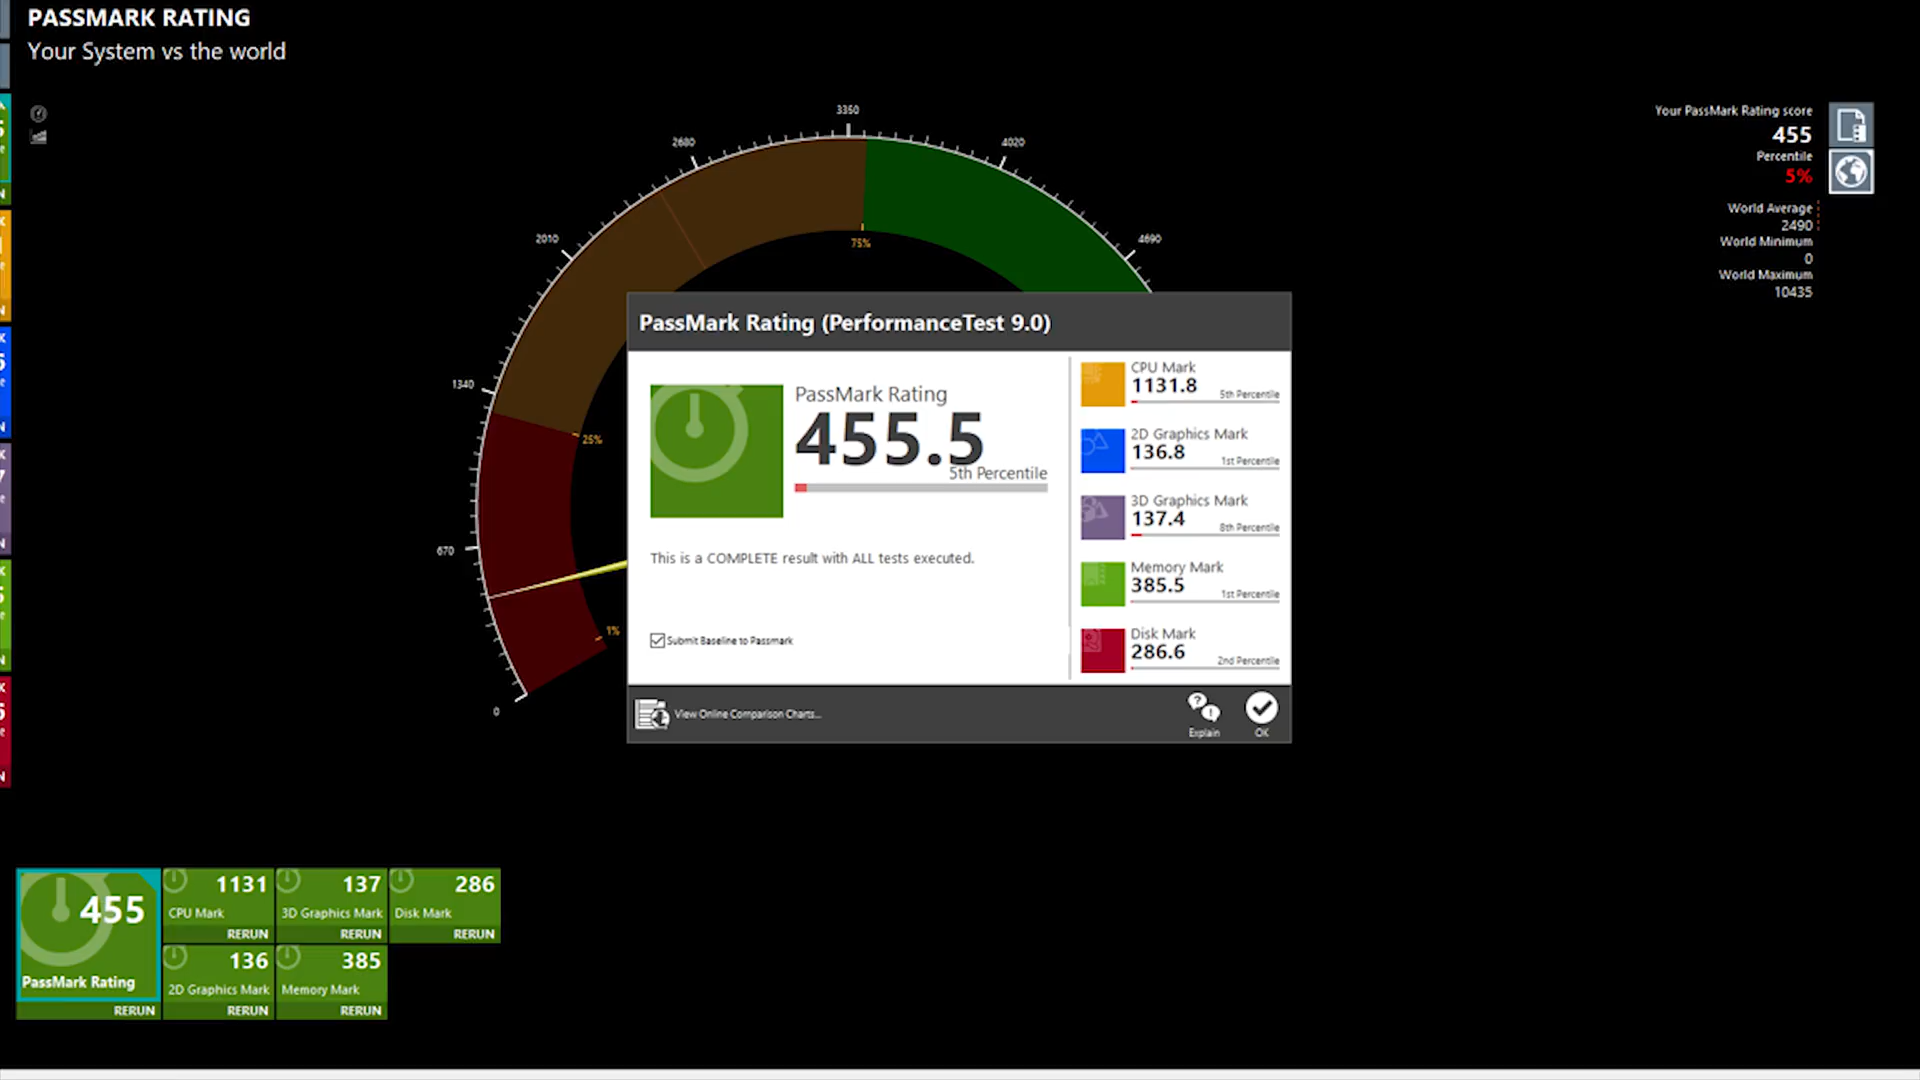 PASSMARK RATING
Your System vs the world
3350
2680
4020
2010
4690
1340
670
0
75%
25%
1%
Your PassMark Rating score
455
Percentile
5%
World Average
2490
World Minimum
0
World Maximum
10435
PassMark Rating (PerformanceTest 9.0)
PassMark Rating
455.5
5th Percentile
This is a COMPLETE result with ALL tests executed.
Submit Baseline to Passmark
CPU Mark
1131.8
5th Percentile
2D Graphics Mark
136.8
1st Percentile
3D Graphics Mark
137.4
8th Percentile
Memory Mark
385.5
1st Percentile
Disk Mark
286.6
2nd Percentile
View Online Comparison Charts...
Explain
OK
455
PassMark Rating
RERUN
1131
CPU Mark
RERUN
137
3D Graphics Mark
RERUN
286
Disk Mark
RERUN
136
2D Graphics Mark
RERUN
385
Memory Mark
RERUN